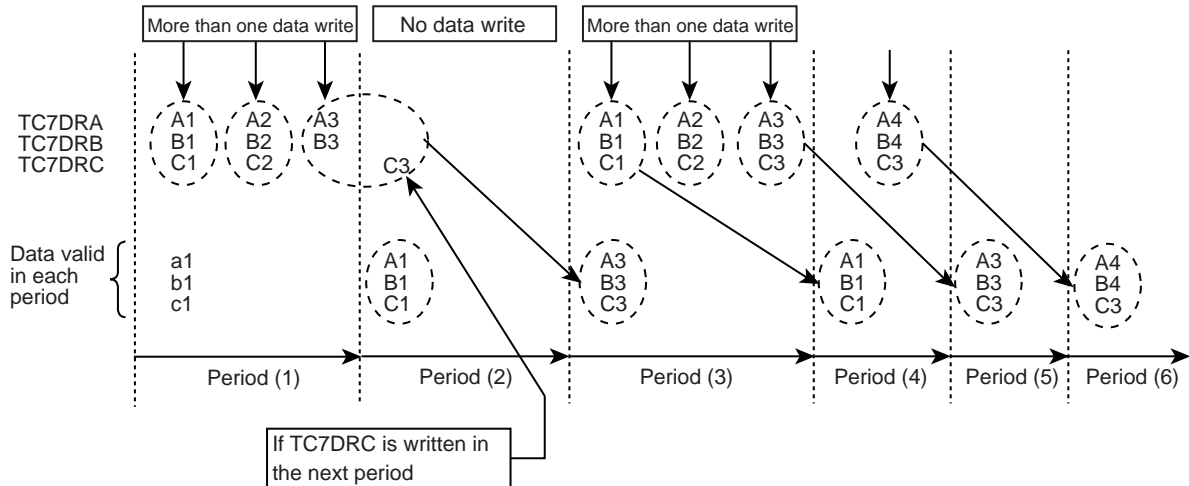 More than one data write
No data write
More than one data write
TC7DRA
TC7DRB
TC7DRC
A1
B1
C1
A2
B2
C2
A3
B3
C3
A1
B1
C1
A2
B2
C2
A3
B3
C3
A4
B4
C3
Data valid
in each
period
a1
b1
c1
A1
B1
C1
A3
B3
C3
A1
B1
C1
A3
B3
C3
A4
B4
C3
Period (1)
Period (2)
Period (3)
Period (4)
Period (5)
Period (6)
If TC7DRC is written in
the next period